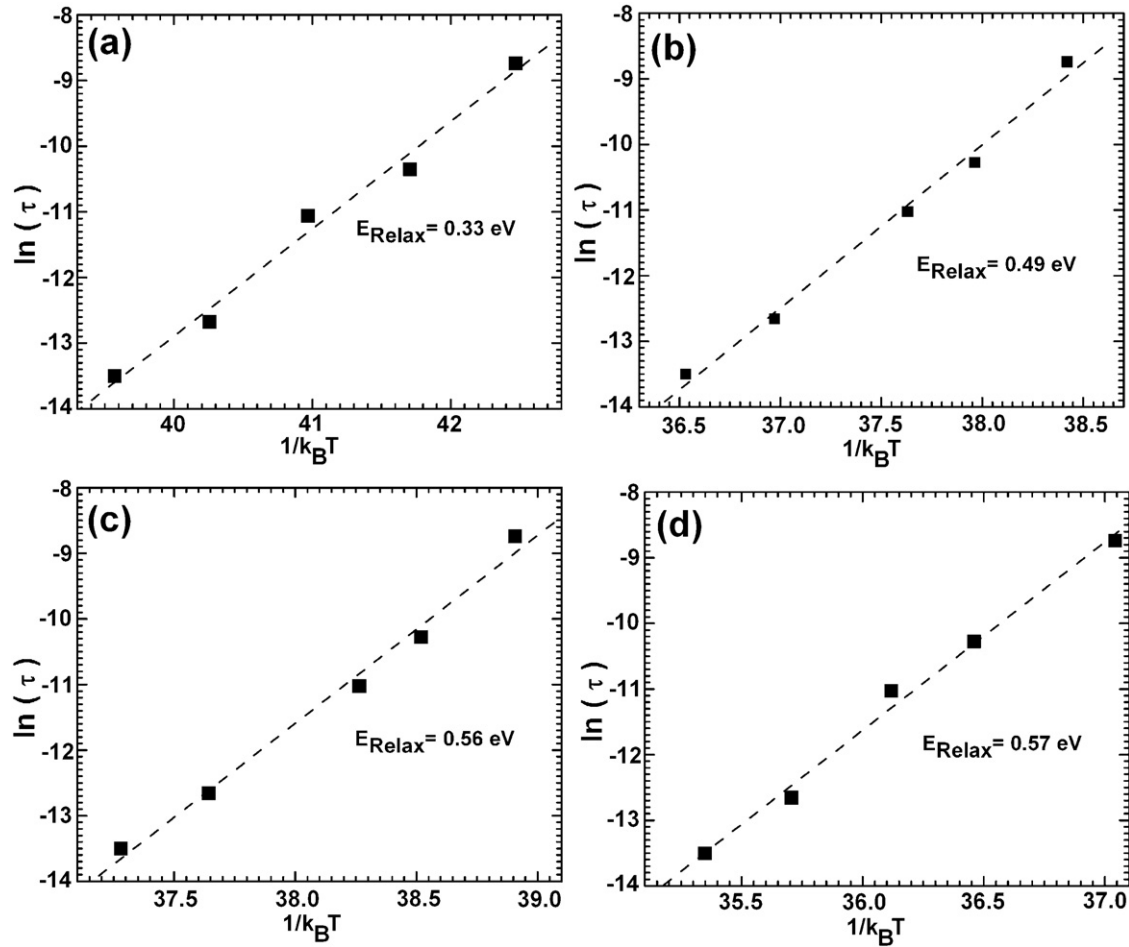 (a)
-8
-9
-10
-11
-12
-13
-14
ln ( τ )
E_Relax= 0.33 eV
40 41 42
1/k_BT
(b)
-8
-9
-10
-11
-12
-13
-14
ln ( τ )
E_Relax= 0.49 eV
36.5 37.0 37.5 38.0 38.5
1/k_BT
(c)
-8
-9
-10
-11
-12
-13
-14
ln ( τ )
E_Relax= 0.56 eV
37.5 38.0 38.5 39.0
1/k_BT
(d)
-8
-9
-10
-11
-12
-13
-14
ln ( τ )
E_Relax= 0.57 eV
35.5 36.0 36.5 37.0
1/k_BT